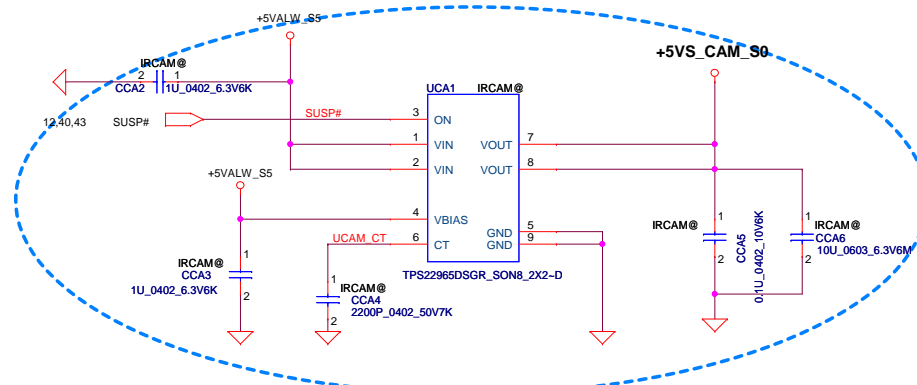 +5VALW_S5
+5VS_CAM_S0
IRCAM@
2
1
CCA2
1U_0402_6.3V6K
UCA1
IRCAM@
12,40,43
SUSP#
SUSP#
3
ON
1
VIN
VOUT
7
2
VIN
VOUT
8
+5VALW_S5
4
VBIAS
GND
5
UCAM_CT
6
CT
GND
9
TPS22965DSGR_SON8_2X2~D
1
IRCAM@
CCA3
1U_0402_6.3V6K
2
1
IRCAM@
CCA4
2200P_0402_50V7K
2
1
IRCAM@
2
CCA5
0.1U_0402_10V6K
1
IRCAM@
CCA6
10U_0603_6.3V6M
2